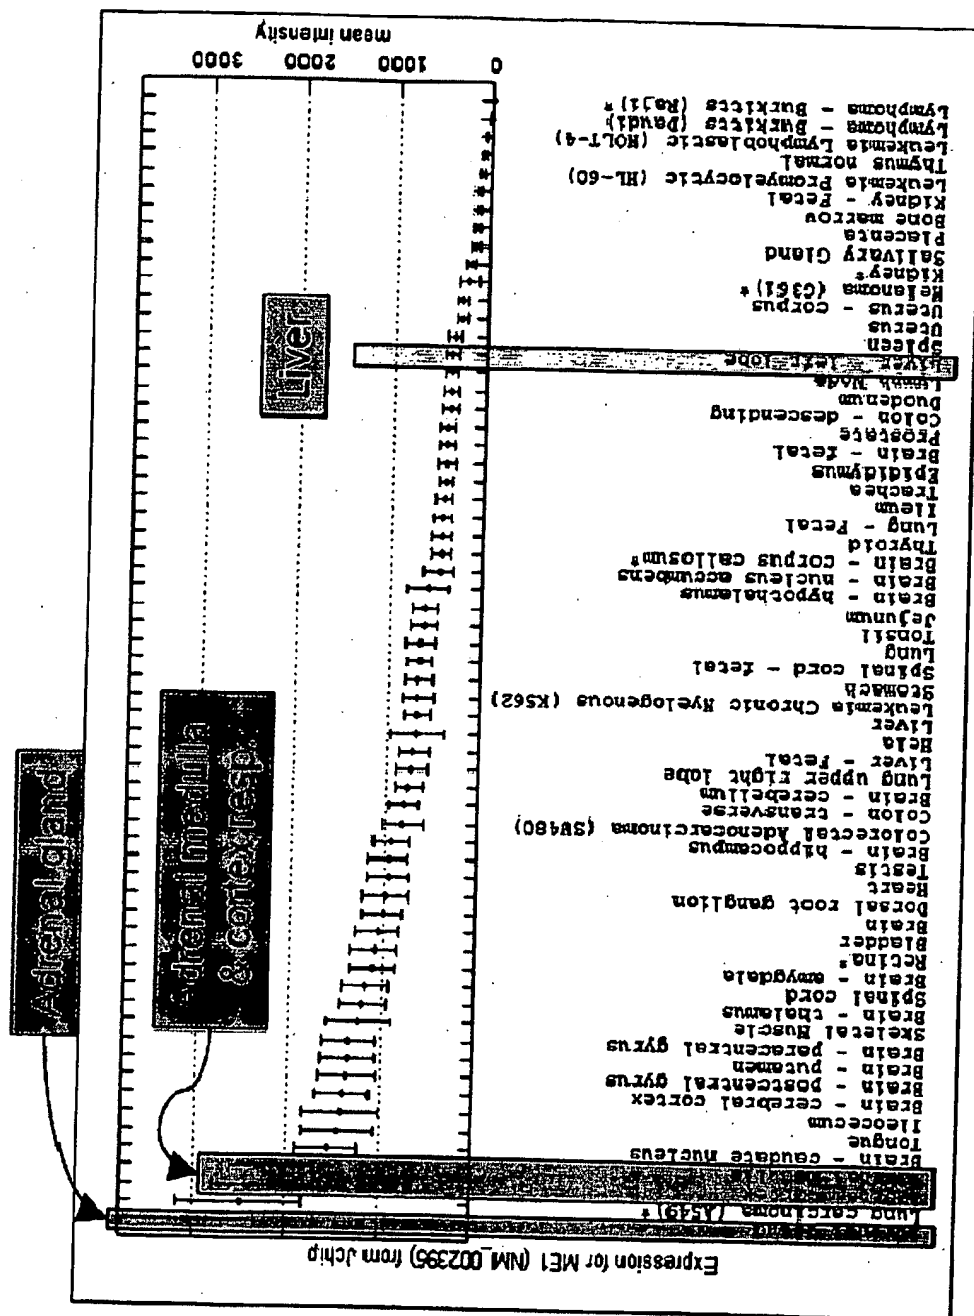 Expression for ME1 (NM_002395) from Jchip
Lung carcinoma (A549)*
Brain - caudate nucleus
Tongue
Ileocecum
Brain - cerebral cortex
Brain - postcentral gyrus
Brain - putamen
Brain - paracentral gyrus
Skeletal Muscle
Brain - thalamus
Spinal cord
Brain - amygdala
Retina*
Bladder
Brain
Dorsal root ganglion
Heart
Testis
Brain - hippocampus
Colorectal Adenocarcinoma (SW480)
Colon - transverse
Brain - cerebellum
Lung upper right lobe
Liver - Fetal
Hela
Liver
Leukemia Chronic Myelogenous (K562)
Stomach
Spinal cord - fetal
Lung
Tonsil
Jejunum
Brain - hypothalamus
Brain - nucleus accumbens
Brain - corpus callosum*
Thyroid
Lung - Fetal
Ileum
Trachea
Epididymus
Brain - fetal
Prostate
Colon - descending
Duodenum
Lymph Node
Liver - left lobe
Spleen
Uterus
Uterus - corpus
Melanoma (G361)*
Kidney*
Salivary Gland
Placenta
Bone marrow
Kidney - Fetal
Leukemia Promyelocytic (HL-60)
Thymus normal
Leukemia Lymphoblastic (MOLT-4)
Lymphoma - Burkitts (Daudi)
Lymphoma - Burkitts (Raji)*
0 1000 2000 3000
mean intensity
Adrenal gland
Adrenal medulla
& cortex resp.
Liver